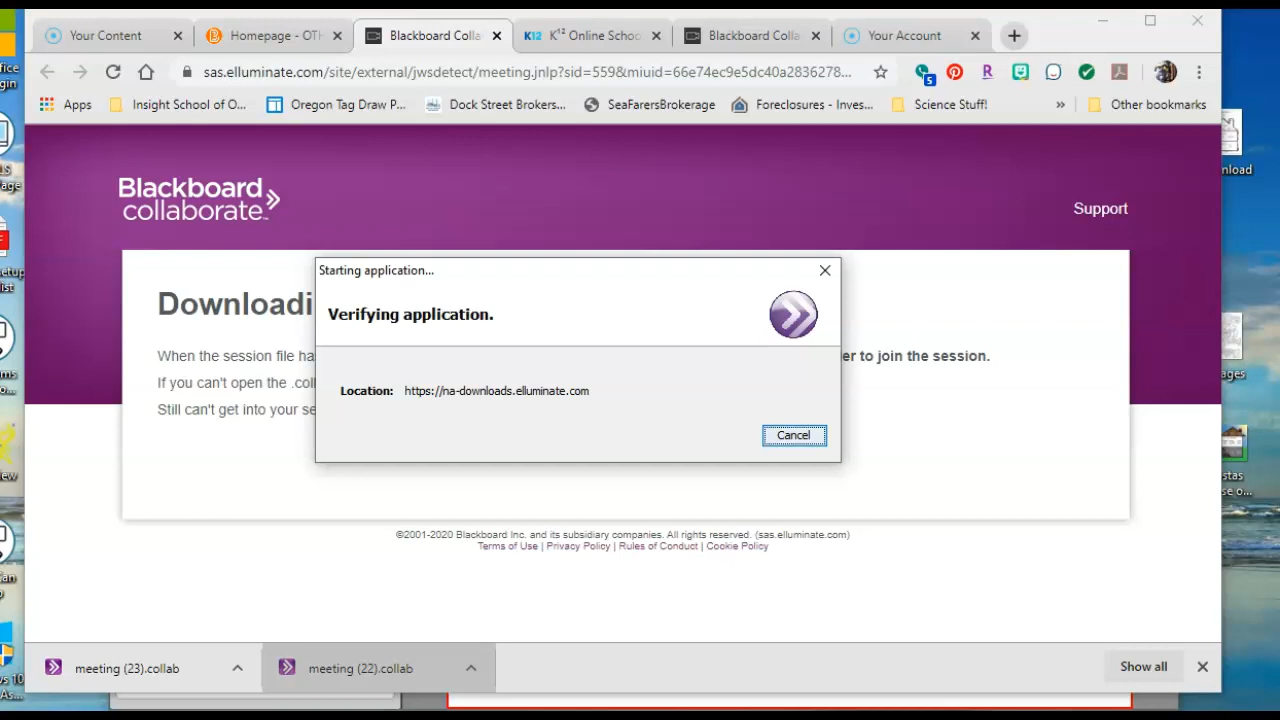 Your Content
Homepage - OTH
Blackboard Colla
K12 K¹² Online Schoo
Blackboard Colla
Your Account
sas.elluminate.com/site/external/jwsdetect/meeting.jnlp?sid=559&miuid=66e74ec9e5dc40a2836278...
5
Apps
Insight School of O...
Oregon Tag Draw P...
Dock Street Brokers...
SeaFarersBrokerage
Foreclosures - Inves...
Science Stuff!
»
Other bookmarks
Blackboard
collaborate™
Support
Starting application...
Verifying application.
Location: https://na-downloads.elluminate.com
Cancel
Downloadi
When the session file ha
er to join the session.
If you can't open the .coll
Still can't get into your se
©2001-2020 Blackboard Inc. and its subsidiary companies. All rights reserved. (sas.elluminate.com)
Terms of Use | Privacy Policy | Rules of Conduct | Cookie Policy
meeting (23).collab
meeting (22).collab
Show all